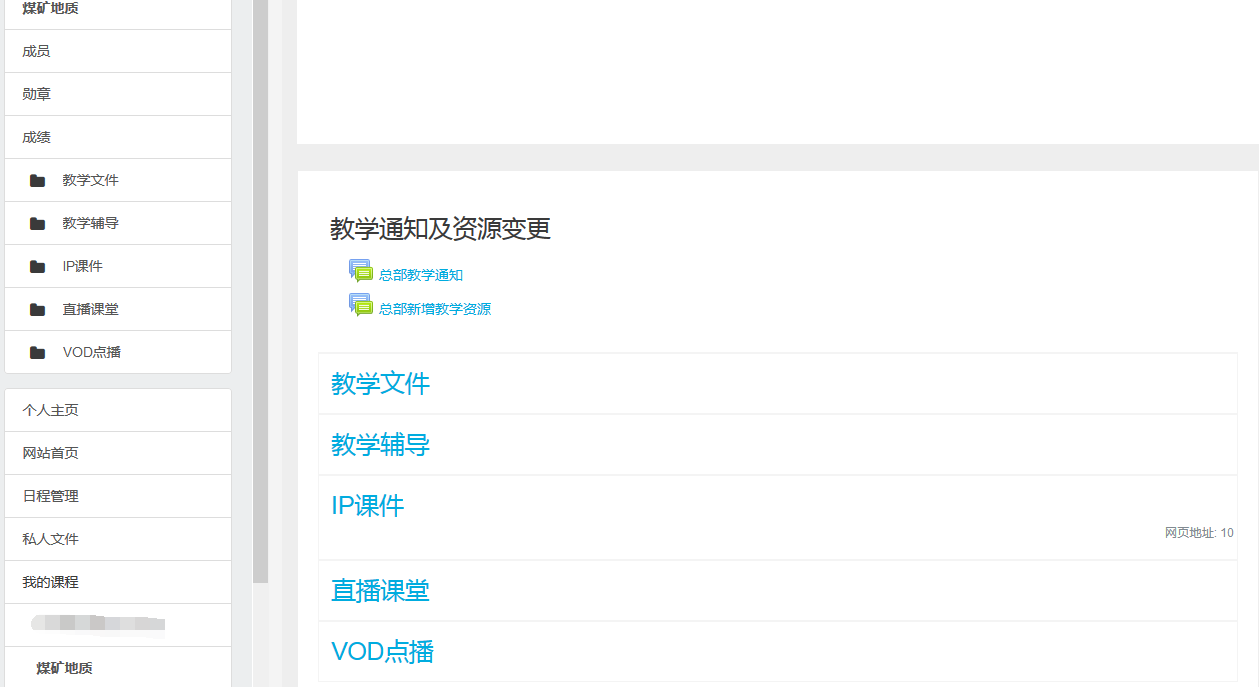 煤矿地质
成员
勋章
成绩
教学文件
教学辅导
IP课件
直播课堂
VOD点播
个人主页
网站首页
日程管理
私人文件
我的课程
煤矿地质
教学通知及资源变更
总部教学通知
总部新增教学资源
教学文件
教学辅导
IP课件
网页地址: 10
直播课堂
VOD点播